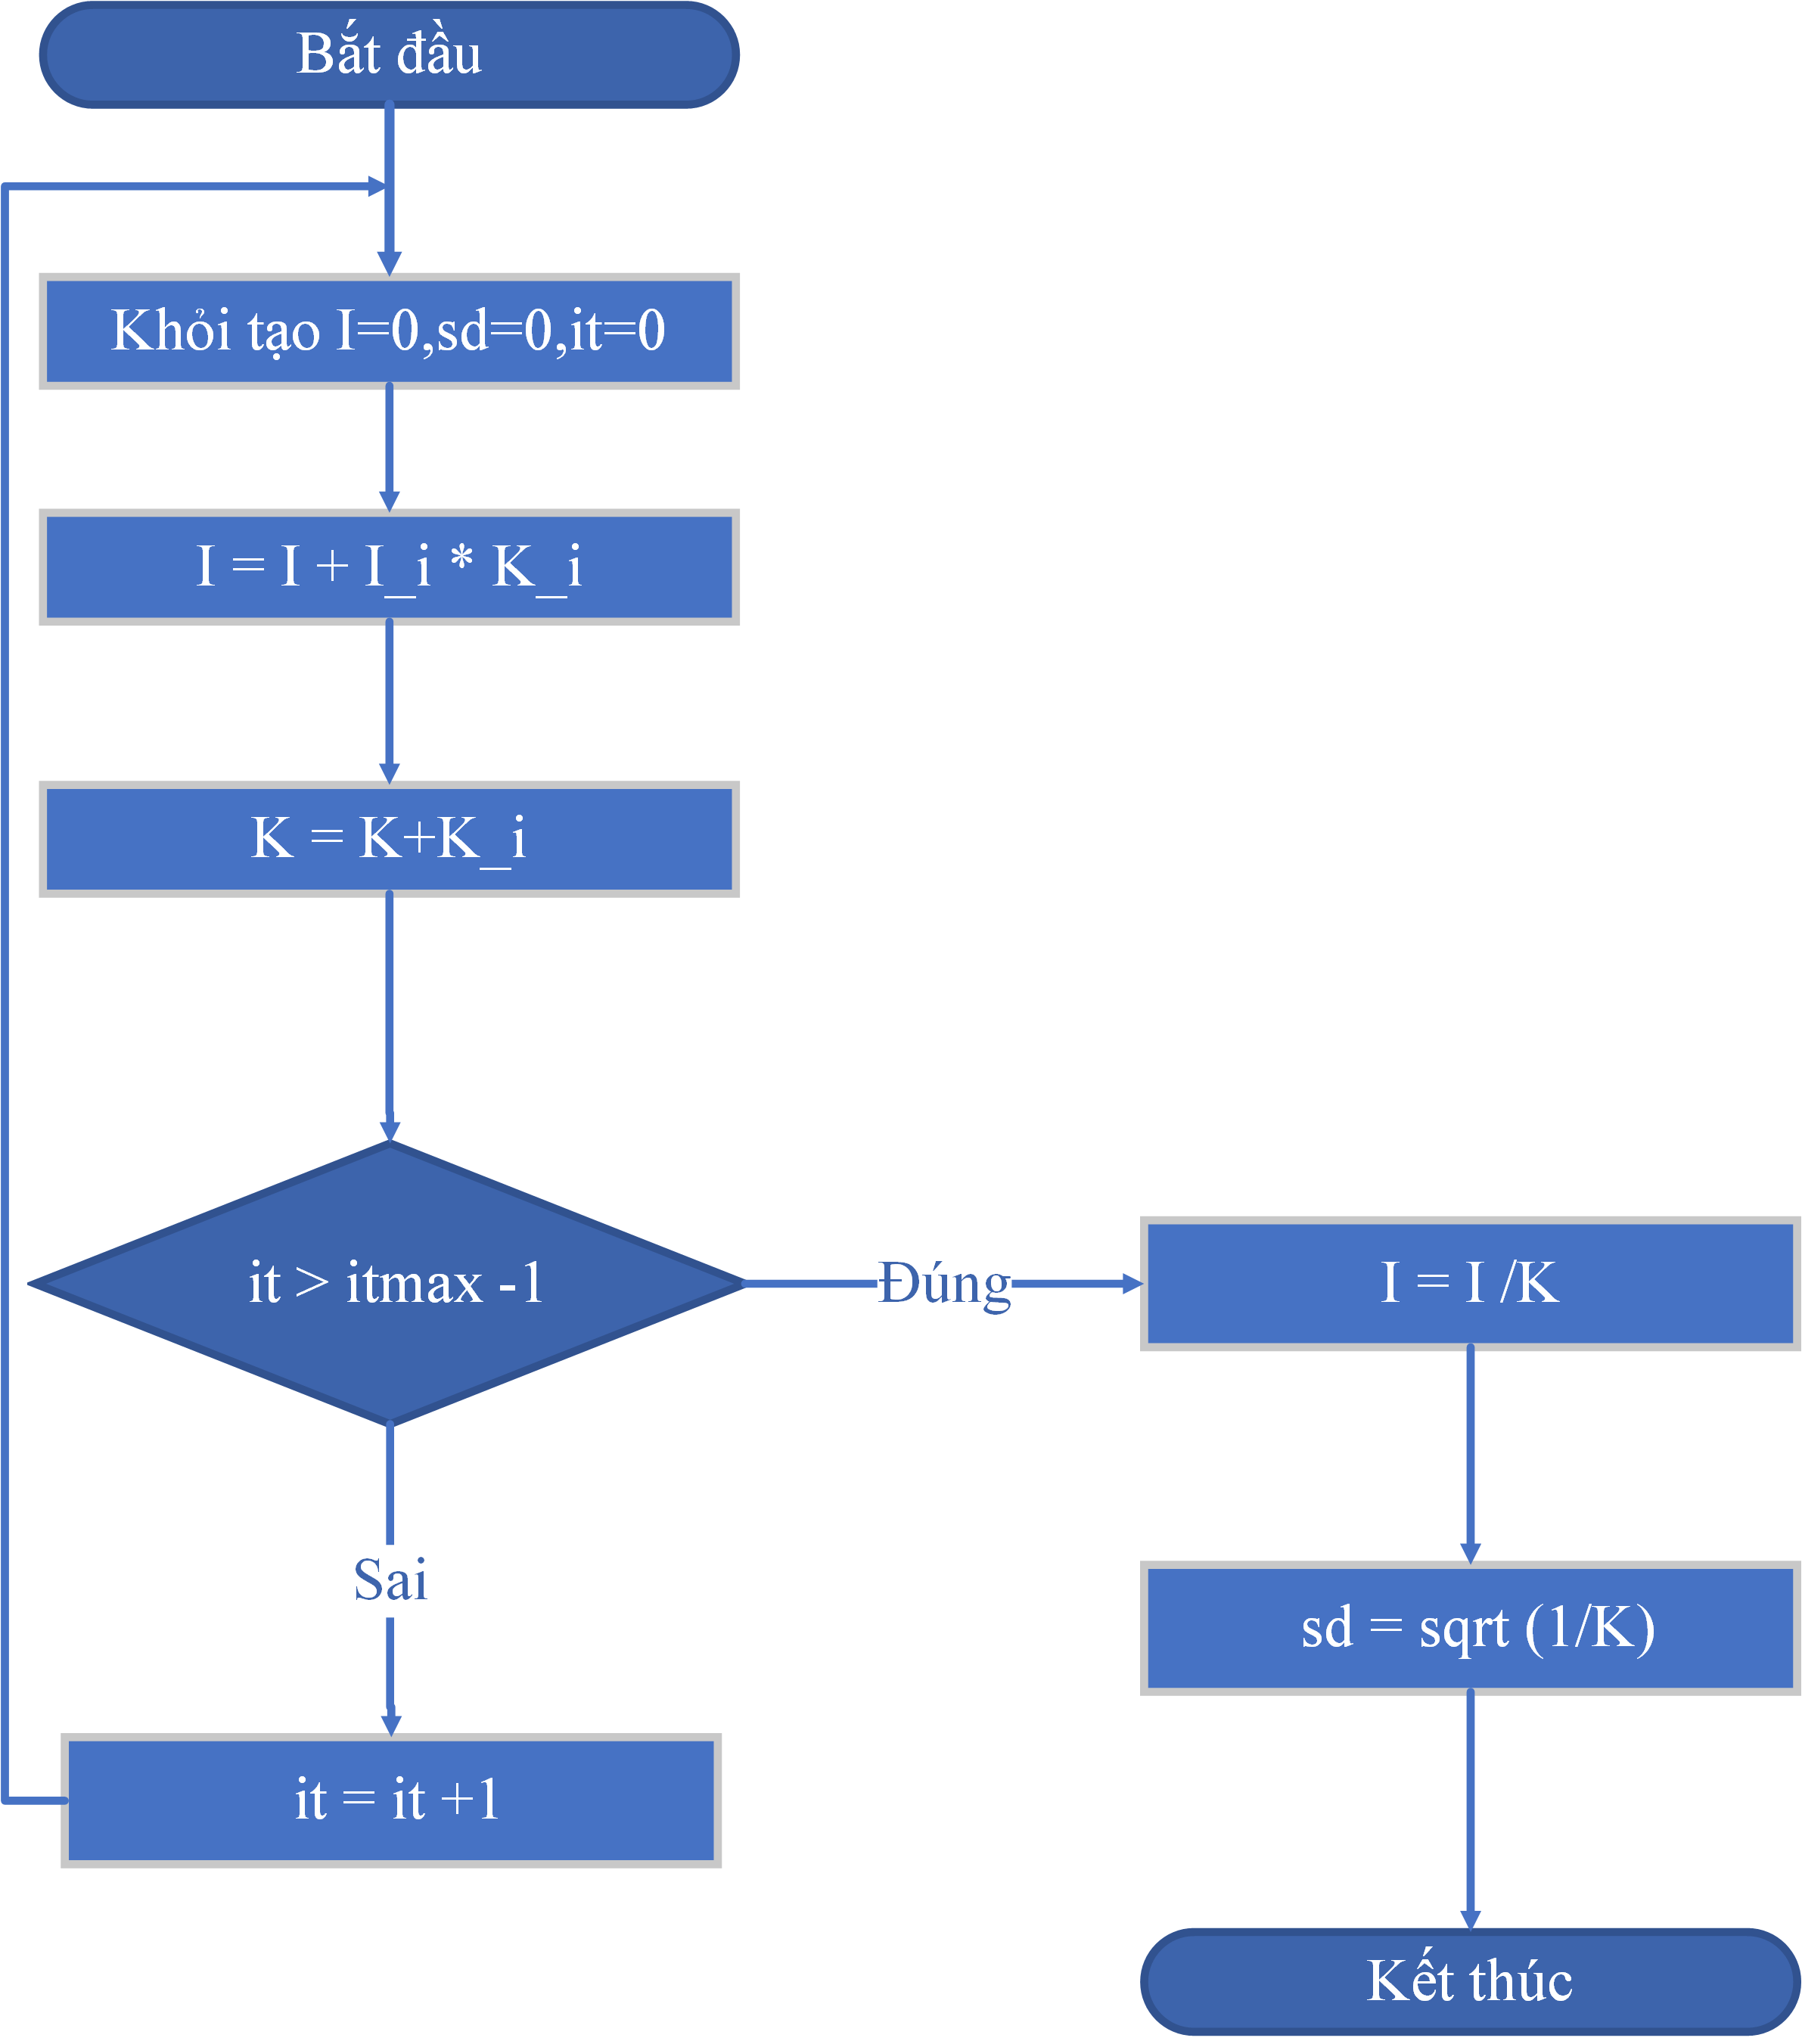 Bắt đầu
Khỏi tạo I=0,sd=0,it=0
I = I + I_i * K_i
K = K+K_i
it > itmax -1
Đúng
I = I /K
Sai
sd = sqrt (1/K)
it = it +1
Kết thúc